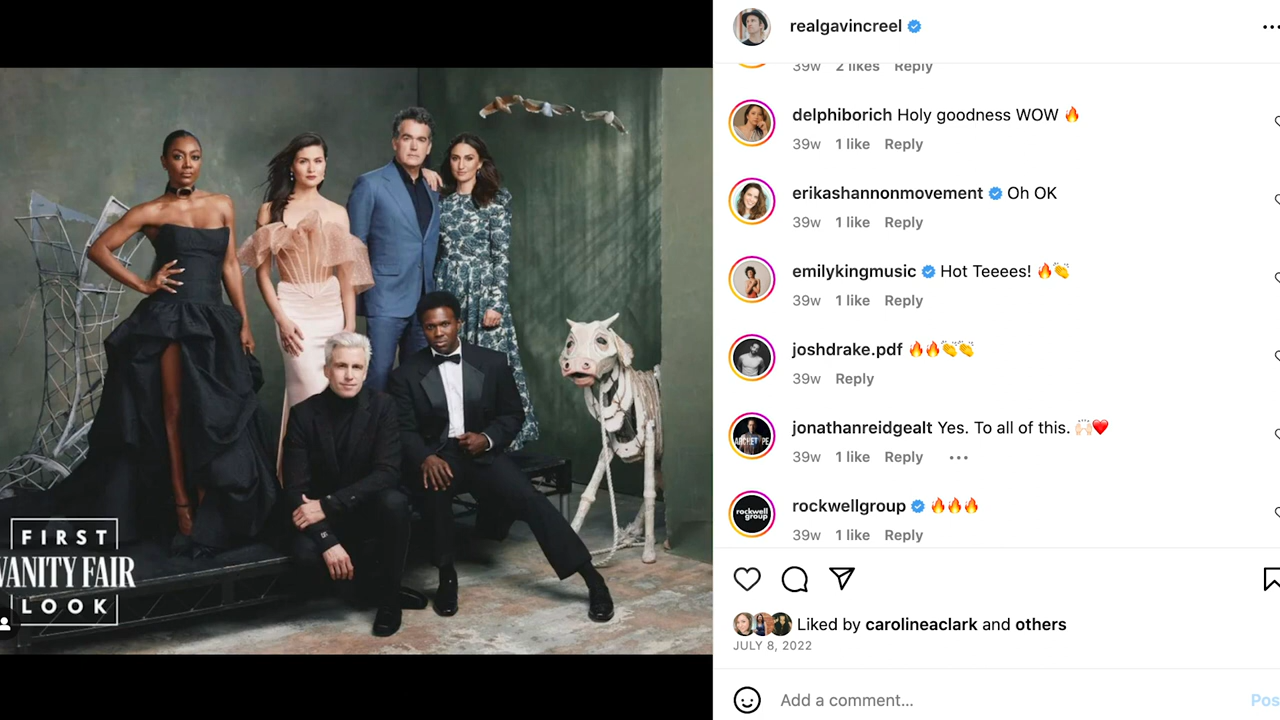 realgavincreel
39w 2 likes Reply
delphiborich Holy goodness WOW 🔥
39w 1 like Reply
erikashannonmovement Oh OK
39w 1 like Reply
emilykingmusic Hot Teeees! 🔥👏
39w 1 like Reply
joshdrake.pdf 🔥🔥👏👏
39w Reply
jonathanreidgealt Yes. To all of this. 🙌🏻❤️
39w 1 like Reply
rockwell group
rockwellgroup 🔥🔥🔥
39w 1 like Reply
Liked by carolineaclark and others
JULY 8, 2022
Add a comment...
Pos
FIRST
VANITY FAIR
LOOK